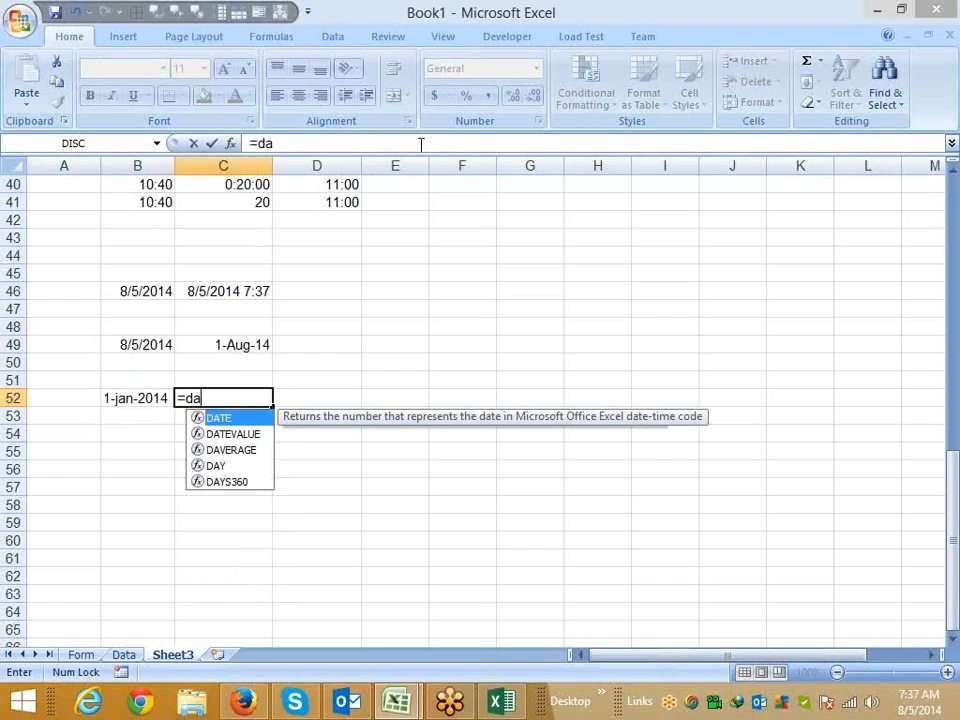 Book1 - Microsoft Excel
Home Insert Page Layout Formulas Data Review View Developer Load Test Team
Paste
Clipboard
11
B I U
Font
Alignment
General
$ % ,
Number
Conditional Formatting
Format as Table
Cell Styles
Styles
Insert
Delete
Format
Cells
Sort & Filter
Find & Select
Editing
DISC =da
A B C D E F G H I J K L M
40 10:40 0:20:00 11:00
41 10:40 20 11:00
42
43
44
45
46 8/5/2014 8/5/2014 7:37
47
48
49 8/5/2014 1-Aug-14
50
51
52 1-jan-2014 =da
53 DATE Returns the number that represents the date in Microsoft Office Excel date-time code
54 DATEVALUE
55 DAVERAGE
56 DAY
57 DAYS360
58
59
60
61
62
63
64
65
66
Form Data Sheet3
Enter Num Lock 100%
Desktop » Links 7:37 AM
8/5/2014